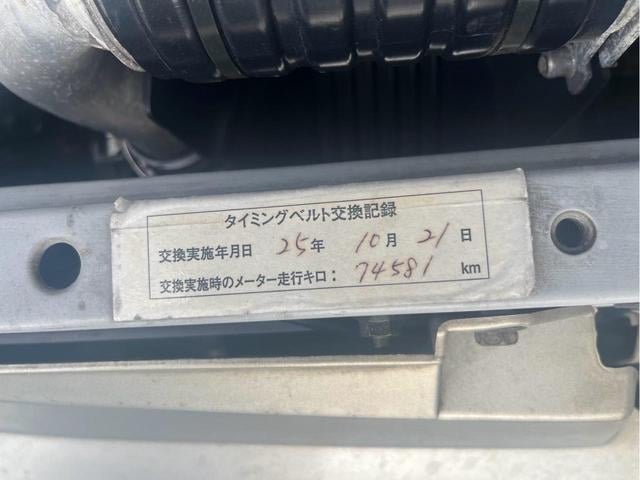 タイミングベルト交換記録
交換実施年月日 25年 10月 21日
交換実施時のメーター走行キロ： 74581 km